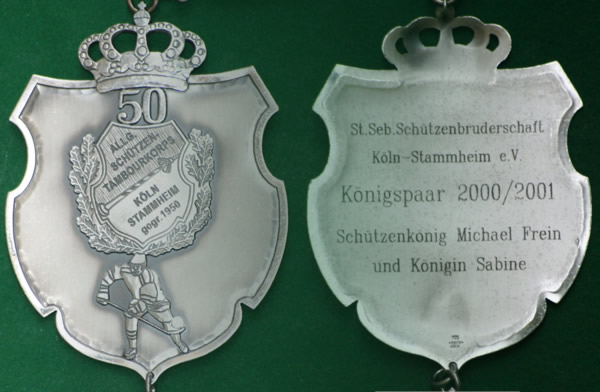 50
ALLG.
SCHÜTZEN-
TAMBOURKORPS
KÖLN
STAMMHEIM
gegr. 1950
St.Seb.Schützenbruderschaft
Köln-Stammheim e.V.
Königspaar 2000/2001
Schützenkönig Michael Frein
und Königin Sabine